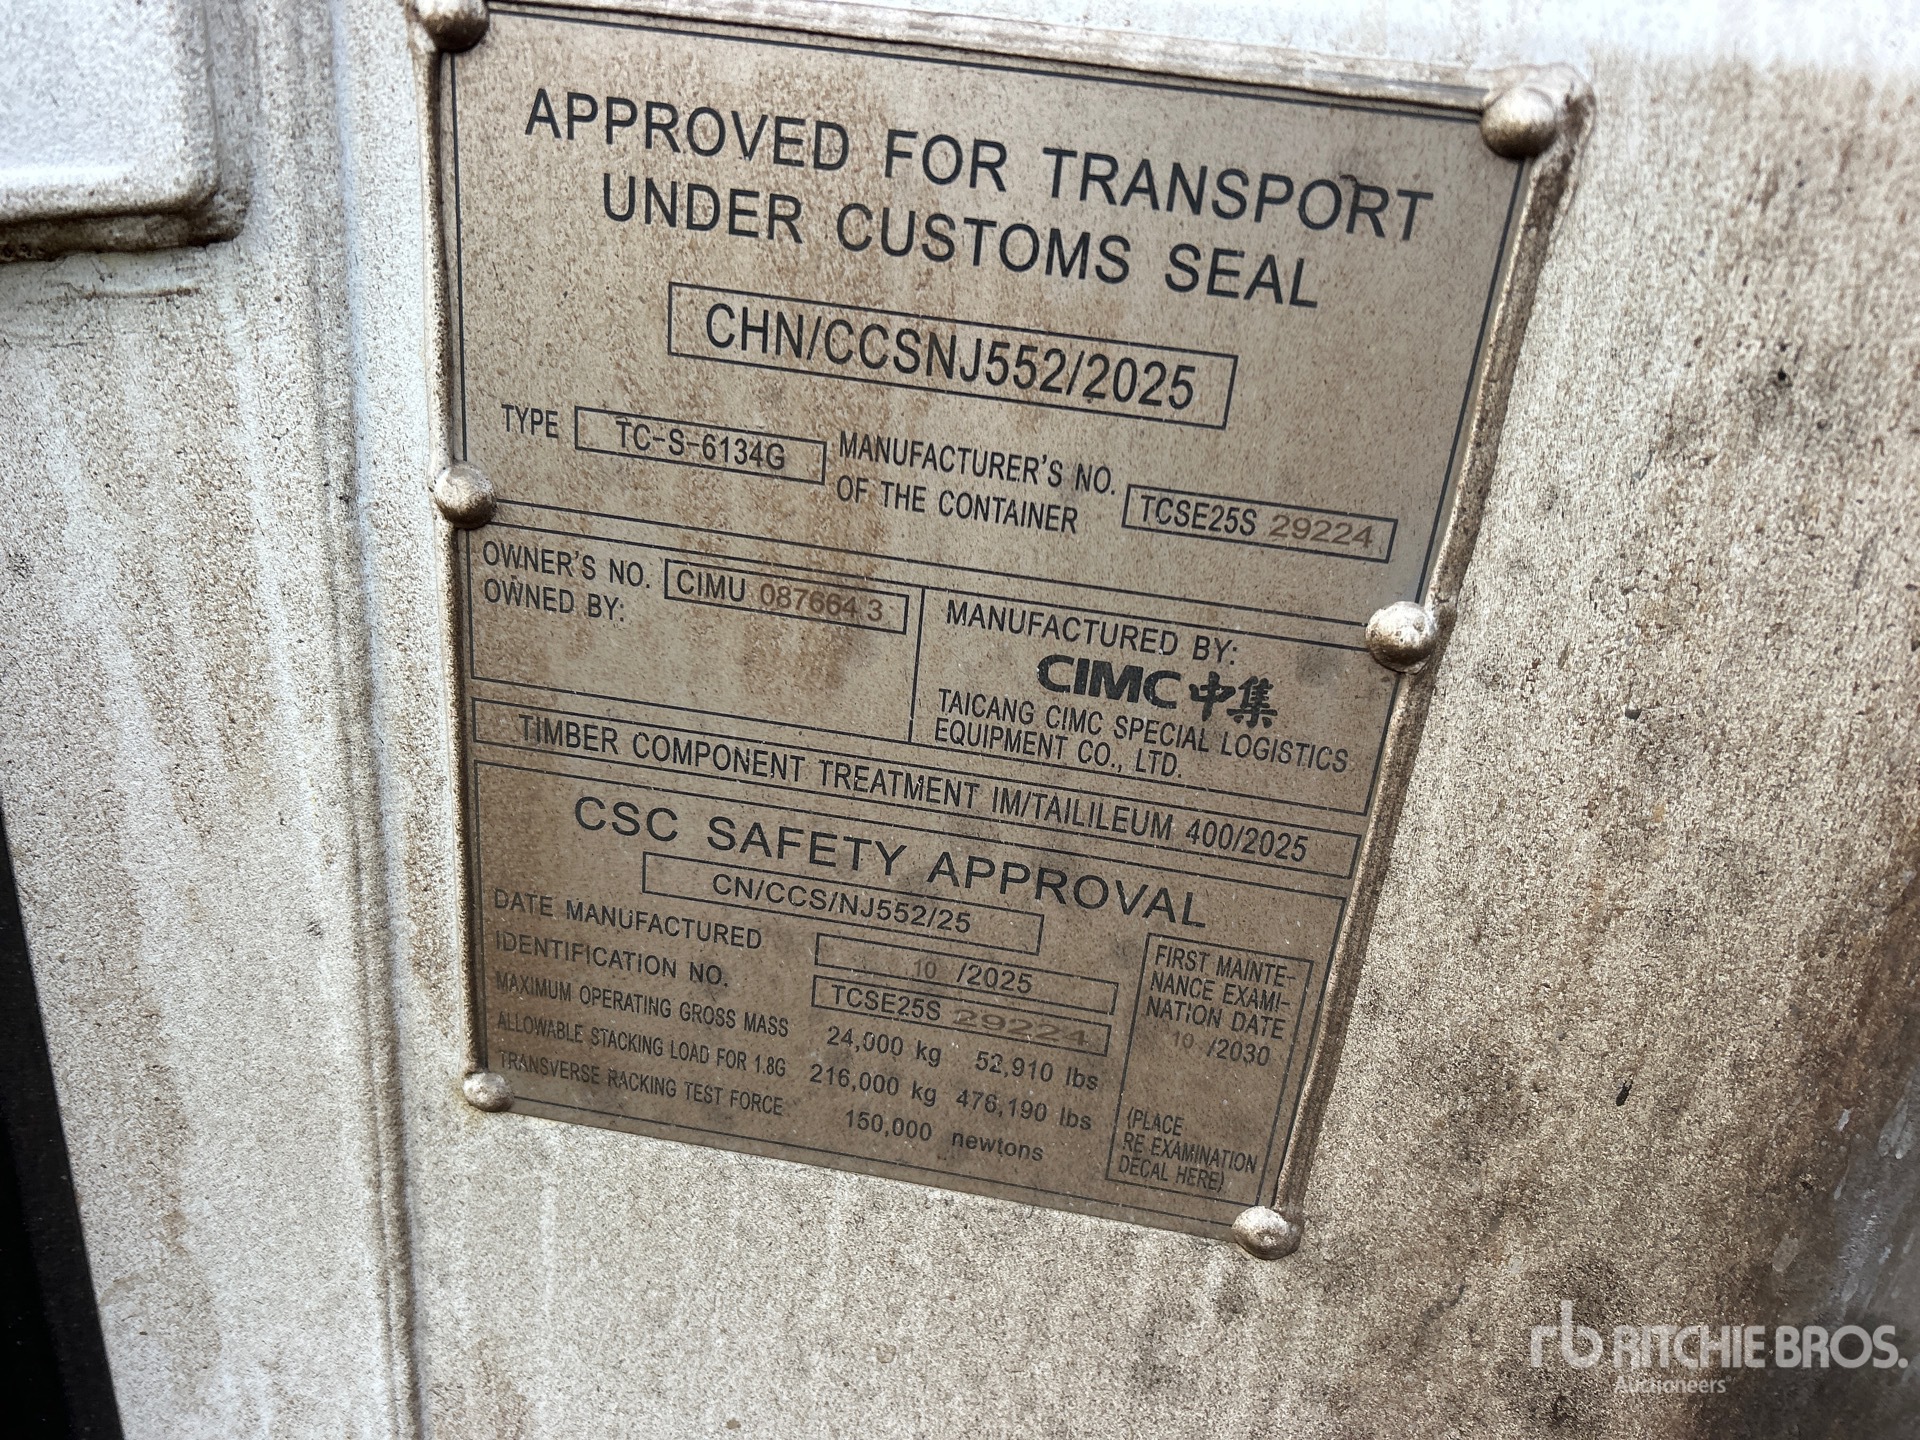 APPROVED FOR TRANSPORT
UNDER CUSTOMS SEAL
CHN/CCSNJ552/2025
TYPE TC-S-6134G MANUFACTURER'S NO. OF THE CONTAINER TCSE25S 29224
OWNER'S NO. CIMU 087664 3
OWNED BY:
MANUFACTURED BY:
CIMC 中集
TAICANG CIMC SPECIAL LOGISTICS
EQUIPMENT CO., LTD.
TIMBER COMPONENT TREATMENT IM/TAILILEUM 400/2025
CSC SAFETY APPROVAL
CN/CCS/NJ552/25
DATE MANUFACTURED 10 /2025
IDENTIFICATION NO. TCSE25S 29224
MAXIMUM OPERATING GROSS MASS 24,000 kg 52,910 lbs
ALLOWABLE STACKING LOAD FOR 1.8G 216,000 kg 476,190 lbs
TRANSVERSE RACKING TEST FORCE 150,000 newtons
FIRST MAINTE-
NANCE EXAMI-
NATION DATE
10 /2030
(PLACE
RE EXAMINATION
DECAL HERE)
rb RITCHIE BROS.
Auctioneers